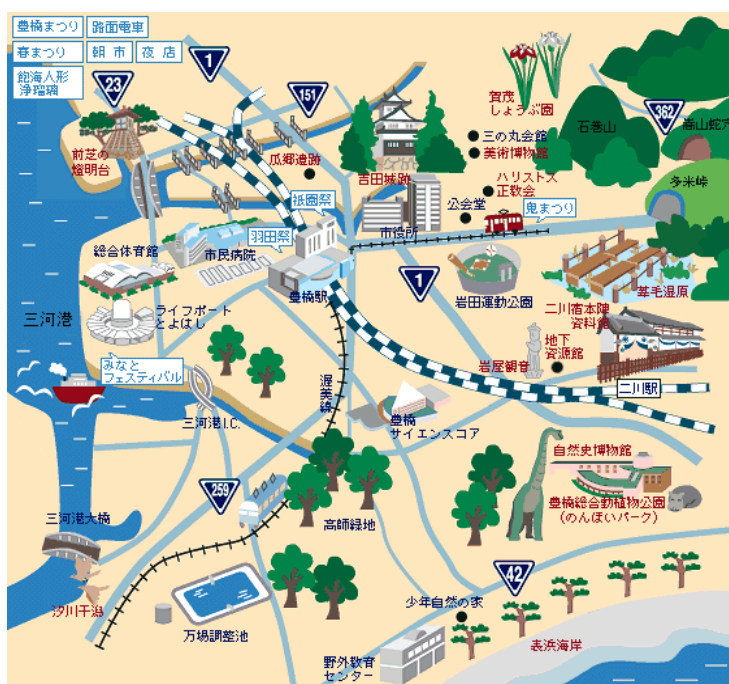 豊橋まつり
路面電車
春まつり
朝市
夜店
飽海人形
浄瑠璃
1
23
151
賀茂
しょうぶ園
362
石巻山
嵩山蛇穴
前芝の
燈明台
瓜郷遺跡
吉田城跡
三の丸会館
美術博物館
ハリストス
正教会
多米峠
祇園祭
公会堂
鬼まつり
羽田祭
市役所
総合体育館
市民病院
豊橋駅
1
岩田運動公園
葦毛湿原
二川宿本陣
資料館
三河港
ライフポート
とよはし
地下
資源館
岩屋観音
みなと
フェスティバル
渥美線
二川駅
豊橋
サイエンスコア
三河港I.C.
自然史博物館
259
豊橋総合動植物公園
(のんほいパーク)
三河港大橋
高師緑地
42
汐川干潟
万場調整池
少年自然の家
表浜海岸
野外教育
センター